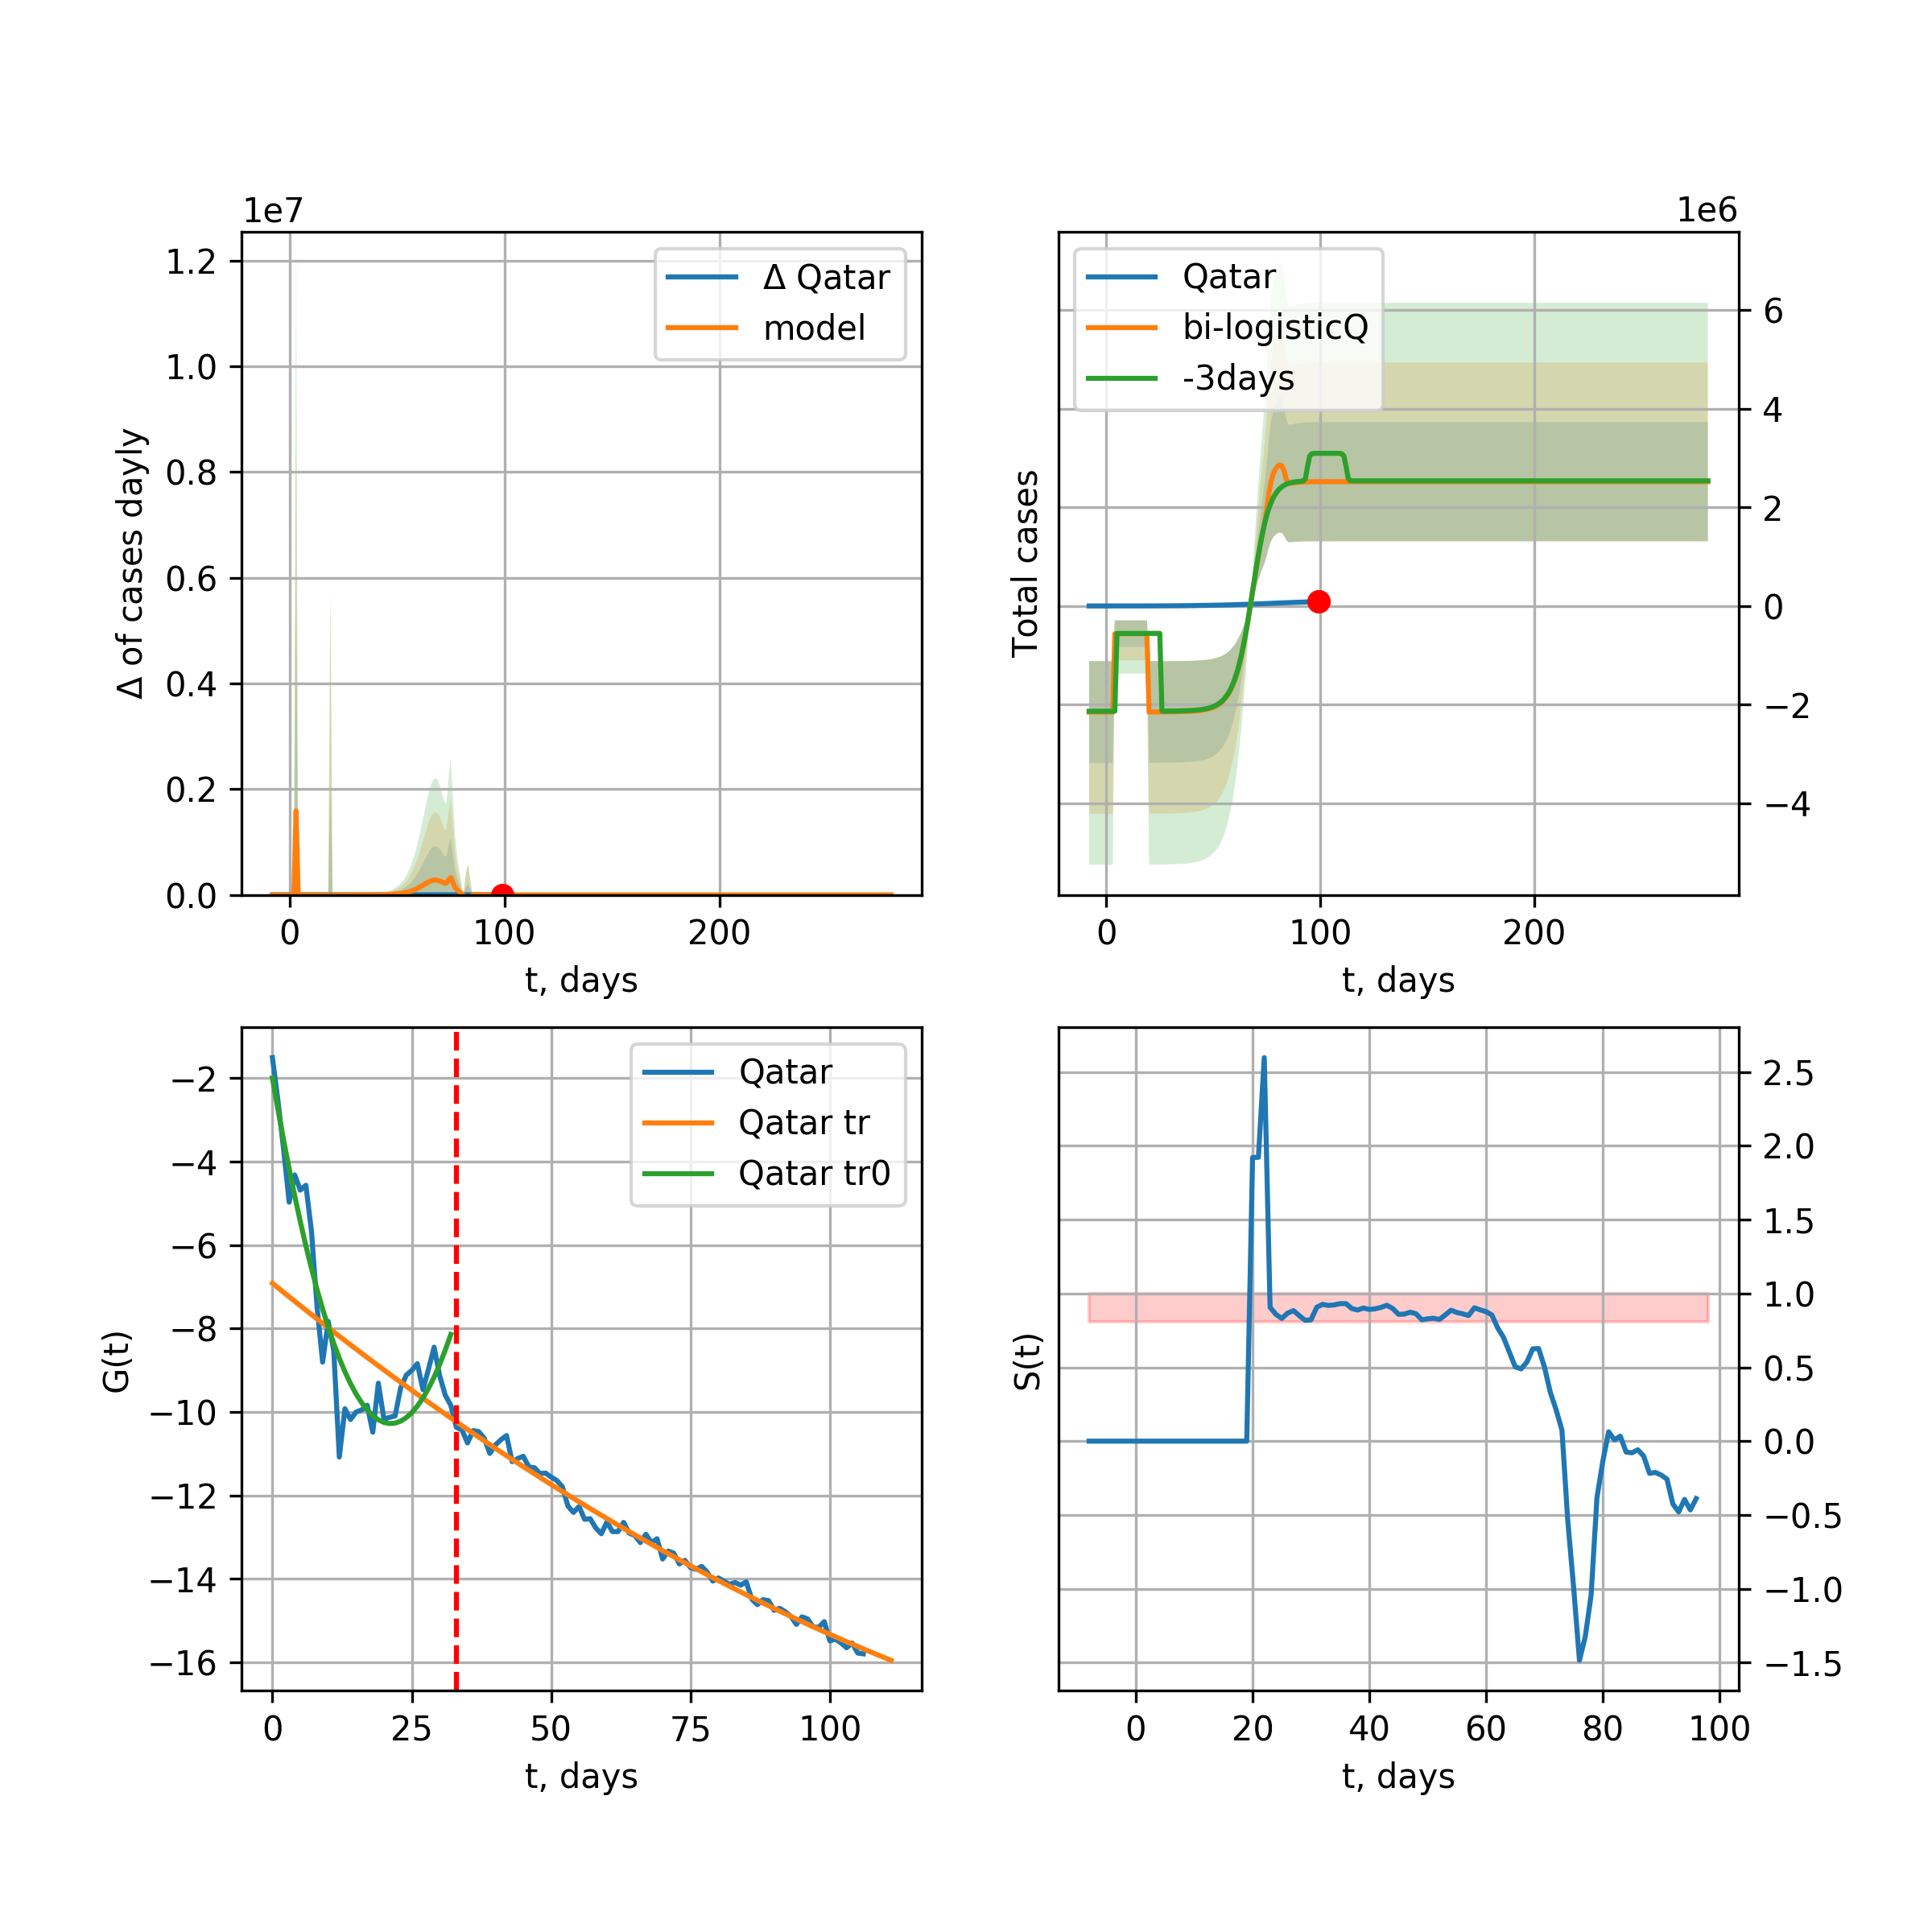 1e7
1.2
1.0
0.8
0.6
0.4
0.2
0.0
Δ of cases dayly
Δ Qatar
model
0 100 200
t, days
1e6
Qatar
bi-logisticQ
-3days
Total cases
6
4
2
0
−2
−4
0 100 200
t, days
−2
−4
−6
−8
−10
−12
−14
−16
G(t)
Qatar
Qatar tr
Qatar tr0
0 25 50 75 100
t, days
S(t)
2.5
2.0
1.5
1.0
0.5
0.0
−0.5
−1.0
−1.5
0 20 40 60 80 100
t, days